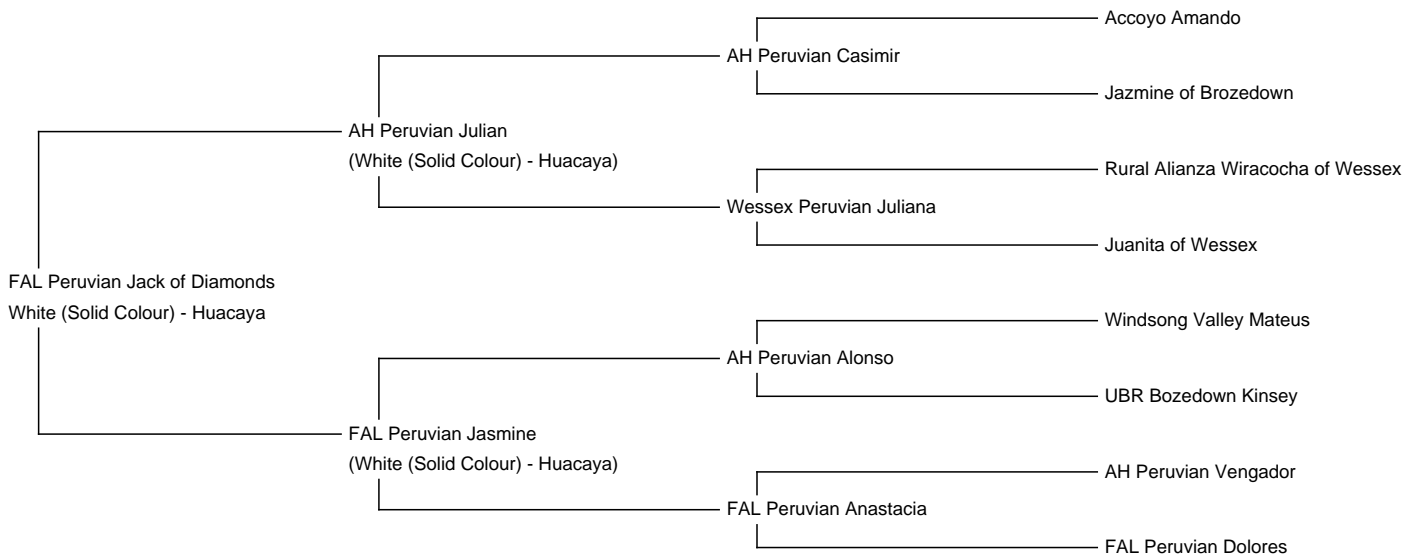 Accoyo Amando
AH Peruvian Casimir
Jazmine of Brozedown
AH Peruvian Julian
(White (Solid Colour) - Huacaya)
Rural Alianza Wiracocha of Wessex
Wessex Peruvian Juliana
Juanita of Wessex
FAL Peruvian Jack of Diamonds
White (Solid Colour) - Huacaya
Windsong Valley Mateus
AH Peruvian Alonso
UBR Bozedown Kinsey
FAL Peruvian Jasmine
(White (Solid Colour) - Huacaya)
AH Peruvian Vengador
FAL Peruvian Anastacia
FAL Peruvian Dolores